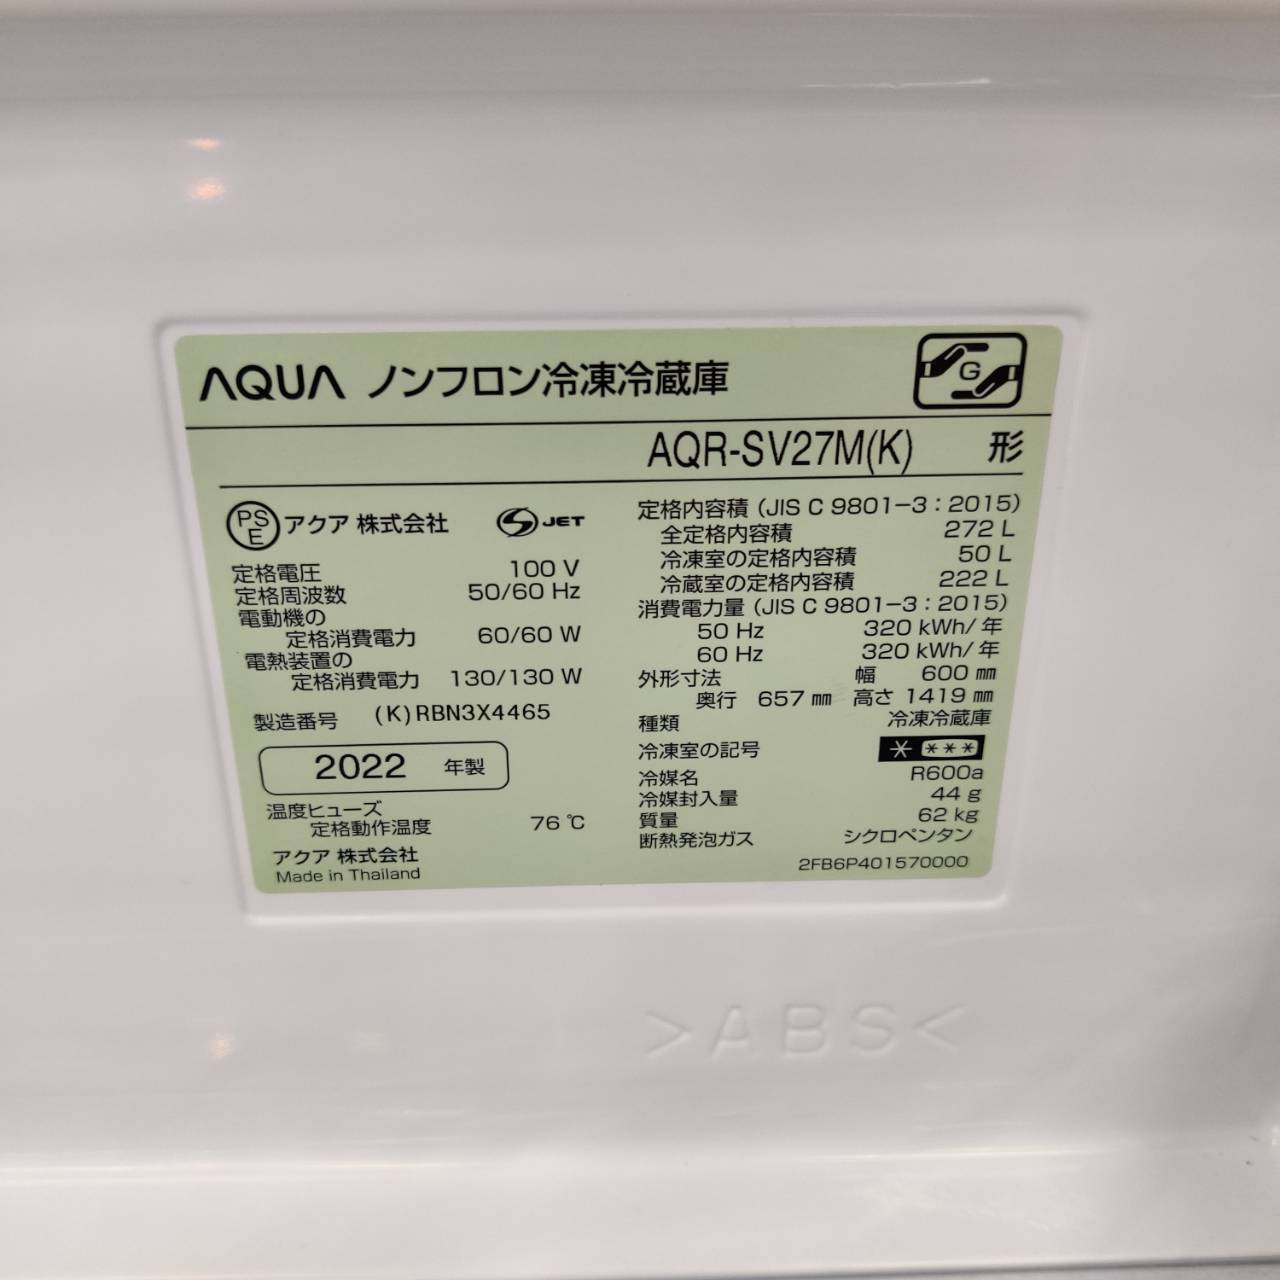 AQUA ノンフロン冷凍冷蔵庫
G
AQR-SV27M(K) 形
PSE アクア 株式会社 S JET
定格電圧 100 V
定格周波数 50/60 Hz
電動機の
定格消費電力 60/60 W
電熱装置の
定格消費電力 130/130 W
製造番号 (K)RBN3X4465
2022 年製
温度ヒューズ
定格動作温度 76 ℃
アクア 株式会社
Made in Thailand
定格内容積 (JIS C 9801-3:2015)
全定格内容積 272 L
冷凍室の定格内容積 50 L
冷蔵室の定格内容積 222 L
消費電力量 (JIS C 9801-3:2015)
50 Hz 320 kWh/年
60 Hz 320 kWh/年
外形寸法 幅 600 ㎜
奥行 657 ㎜ 高さ 1419 ㎜
種類 冷凍冷蔵庫
冷凍室の記号 * ***
冷媒名 R600a
冷媒封入量 44 g
質量 62 kg
断熱発泡ガス シクロペンタン
2FB6P401570000
>ABS<